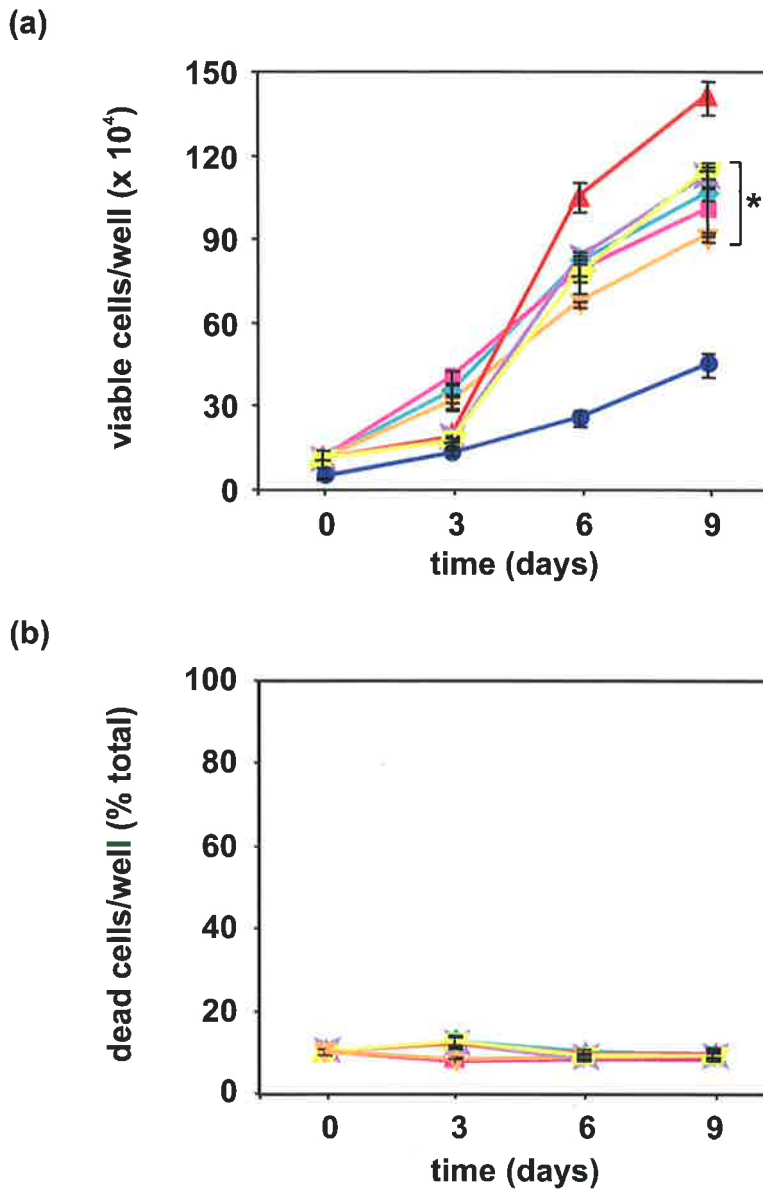 (a)
viable cells/well (x 10⁴)
150
120
90
60
30
0
*
0 3 6 9
time (days)
(b)
dead cells/well (% total)
100
80
60
40
20
0
0 3 6 9
time (days)